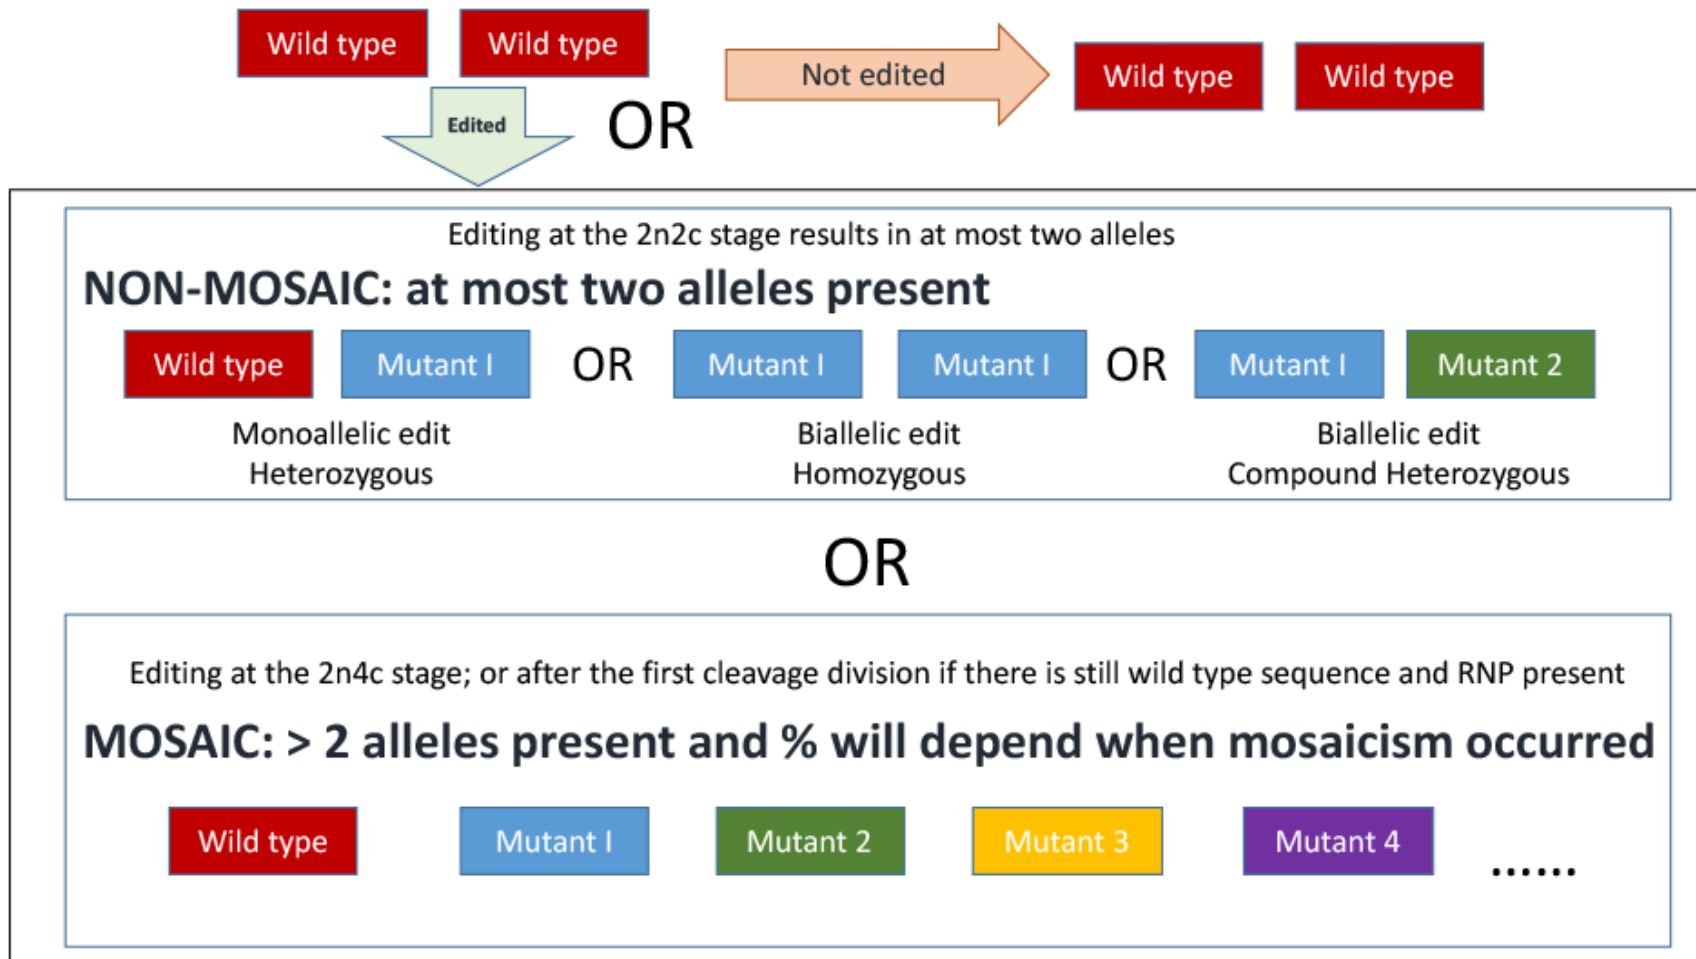 Wild type Wild type
Not edited
Wild type Wild type
Edited
OR
Editing at the 2n2c stage results in at most two alleles
NON-MOSAIC: at most two alleles present
Wild type Mutant I OR Mutant I Mutant I OR Mutant I Mutant 2
Monoallelic edit
Heterozygous
Biallelic edit
Homozygous
Biallelic edit
Compound Heterozygous
OR
Editing at the 2n4c stage; or after the first cleavage division if there is still wild type sequence and RNP present
MOSAIC: > 2 alleles present and % will depend when mosaicism occurred
Wild type Mutant I Mutant 2 Mutant 3 Mutant 4 ......